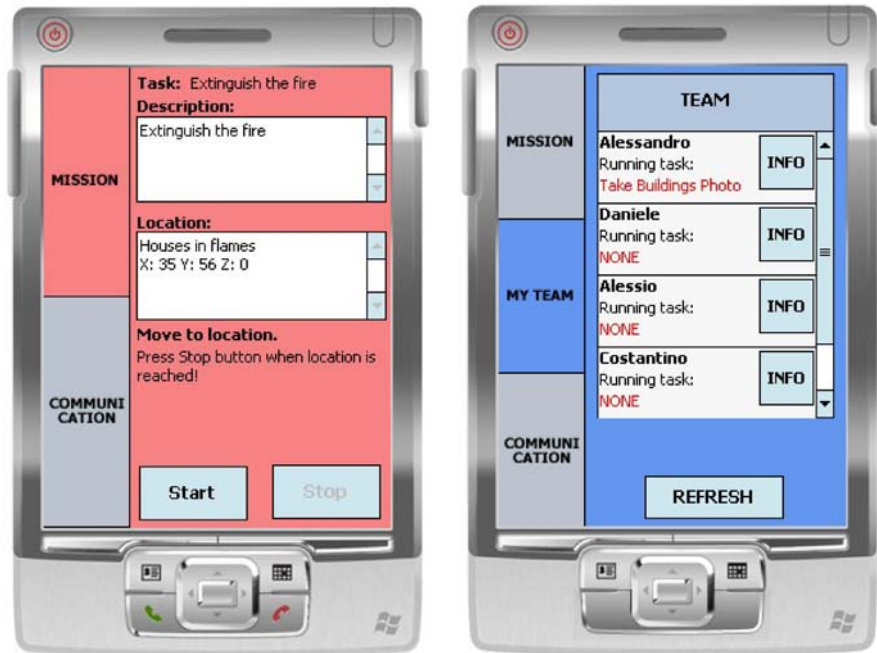 MISSION
COMMUNI
CATION
Task: Extinguish the fire
Description:
Extinguish the fire
Location:
Houses in flames
X: 35 Y: 56 Z: 0
Move to location.
Press Stop button when location is
reached!
Start
Stop
MISSION
MY TEAM
COMMUNI
CATION
TEAM
Alessandro
Running task:
Take Buildings Photo
INFO
Daniele
Running task:
NONE
INFO
Alessio
Running task:
NONE
INFO
Costantino
Running task:
NONE
INFO
REFRESH